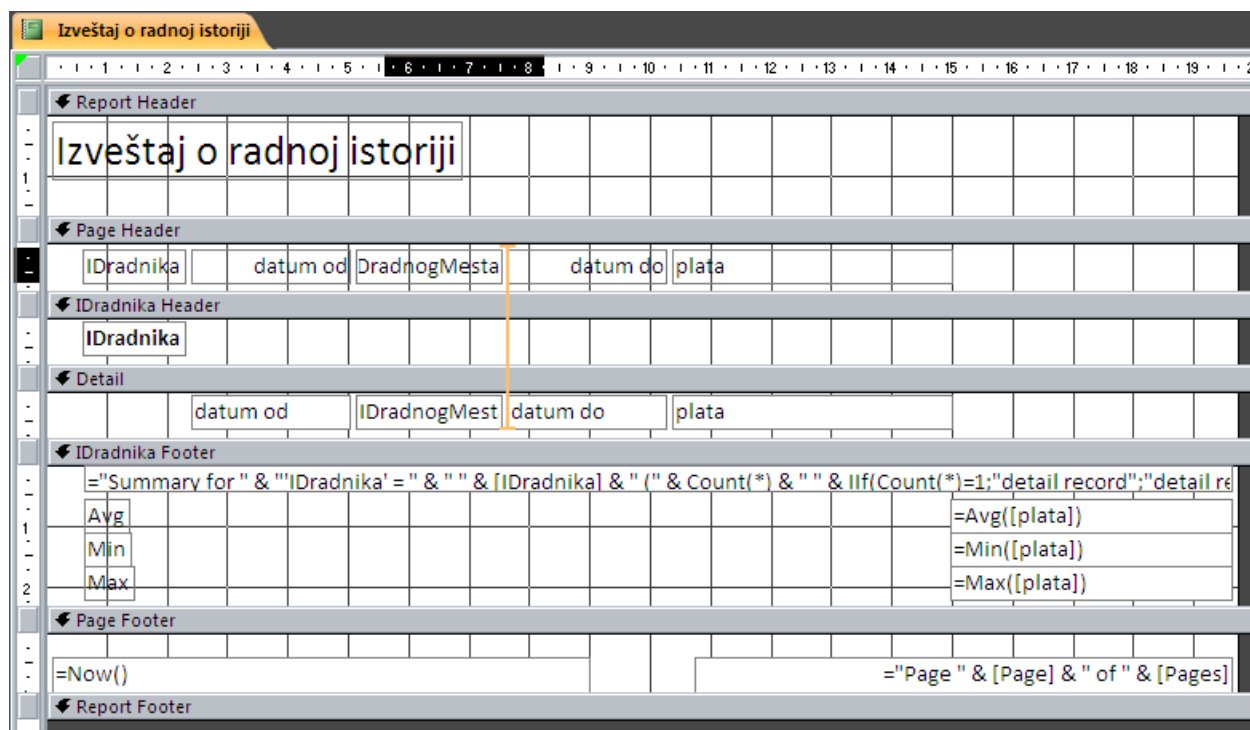 Izveštaj o radnoj istoriji
1 2 3 4 5 6 7 8 9 10 11 12 13 14 15 16 17 18 19
Report Header
Izveštaj o radnoj istoriji
1
Page Header
IDradnika datum od DradnogMesta datum do plata
IDradnika Header
IDradnika
Detail
datum od IDradnogMest datum do plata
IDradnika Footer
="Summary for " & "'IDradnika' = " & " " & [IDradnika] & " (" & Count(*) & " " & IIf(Count(*)=1;"detail record";"detail re
Avg =Avg([plata])
1
Min =Min([plata])
Max =Max([plata])
2
Page Footer
=Now() ="Page " & [Page] & " of " & [Pages]
Report Footer